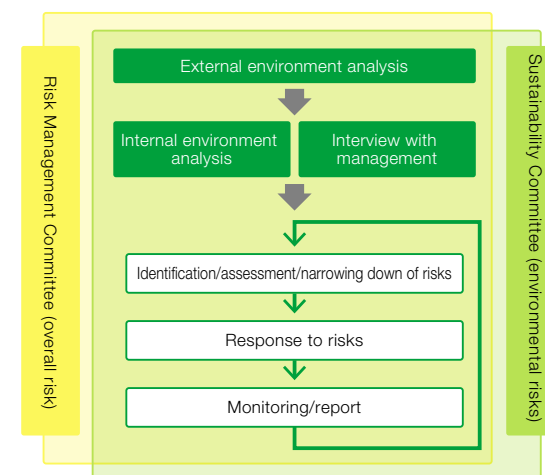 Risk Management Committee (overall risk)
External environment analysis
Internal environment
analysis
Interview with
management
Identification/assessment/narrowing down of risks
Response to risks
Monitoring/report
Sustainability Committee (environmental risks)